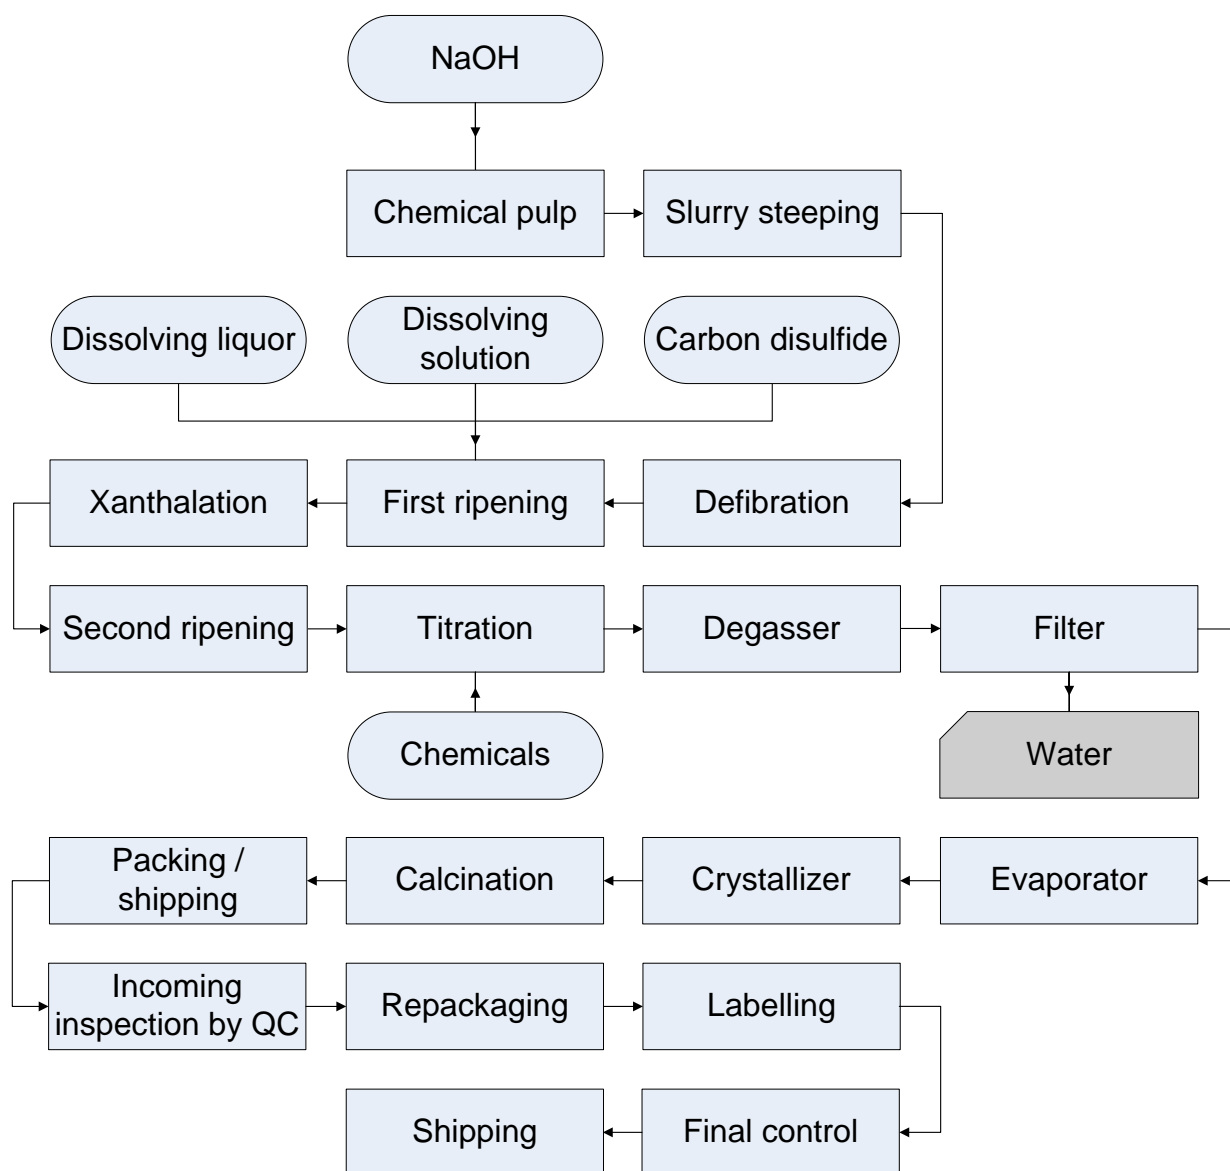 NaOH
Chemical pulp
Slurry steeping
Dissolving liquor
Dissolving
solution
Carbon disulfide
Xanthalation
First ripening
Defibration
Second ripening
Titration
Degasser
Filter
Chemicals
Water
Packing /
shipping
Calcination
Crystallizer
Evaporator
Incoming
inspection by QC
Repackaging
Labelling
Shipping
Final control